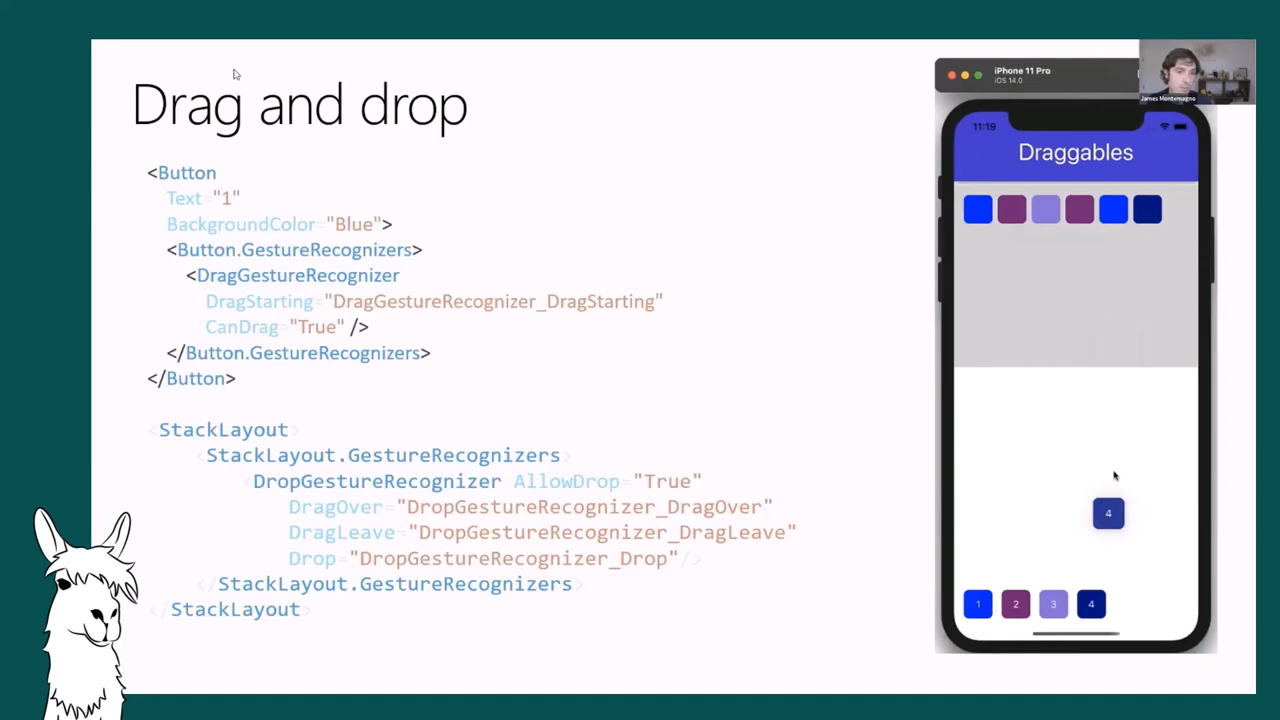 Drag and drop
<Button
Text="1"
BackgroundColor="Blue">
<Button.GestureRecognizers>
<DragGestureRecognizer
DragStarting="DragGestureRecognizer_DragStarting"
CanDrag="True" />
</Button.GestureRecognizers>
</Button>
<StackLayout>
<StackLayout.GestureRecognizers>
<DropGestureRecognizer AllowDrop="True"
DragOver="DropGestureRecognizer_DragOver"
DragLeave="DropGestureRecognizer_DragLeave"
Drop="DropGestureRecognizer_Drop"/>
</StackLayout.GestureRecognizers>
</StackLayout>
iPhone 11 Pro
iOS 14.0
James Montemagno
11:19
Draggables
4
1 2 3 4